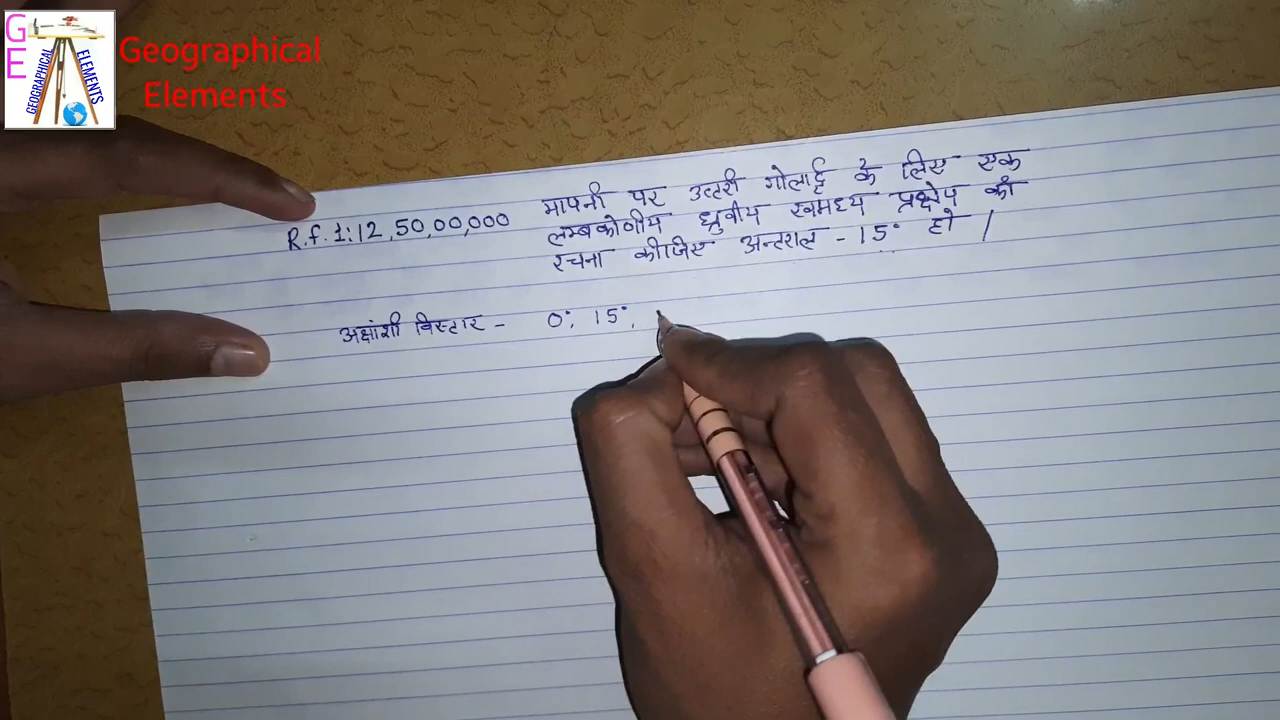 G
E
GEOGRAPHICAL
ELEMENTS
Geographical
Elements
R.f. 1:12,50,00,000 मापनी पर उत्तरी गोलार्द्ध के लिए एक
लम्बकोणीय ध्रुवीय खमध्य प्रक्षेप की
रचना कीजिए अन्तराल - 15° हो |
अक्षांशी विस्तार - 0°, 15°,